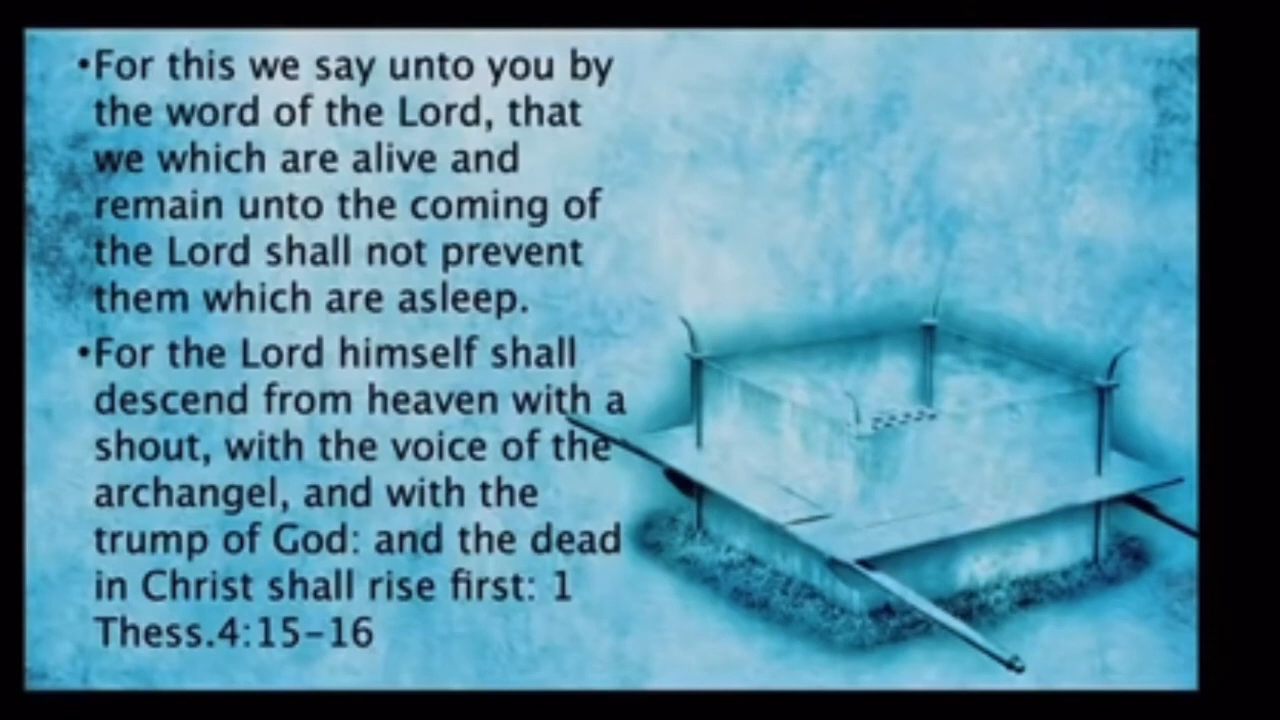 •For this we say unto you by
the word of the Lord, that
we which are alive and
remain unto the coming of
the Lord shall not prevent
them which are asleep.
•For the Lord himself shall
descend from heaven with a
shout, with the voice of the
archangel, and with the
trump of God: and the dead
in Christ shall rise first: 1
Thess.4:15-16